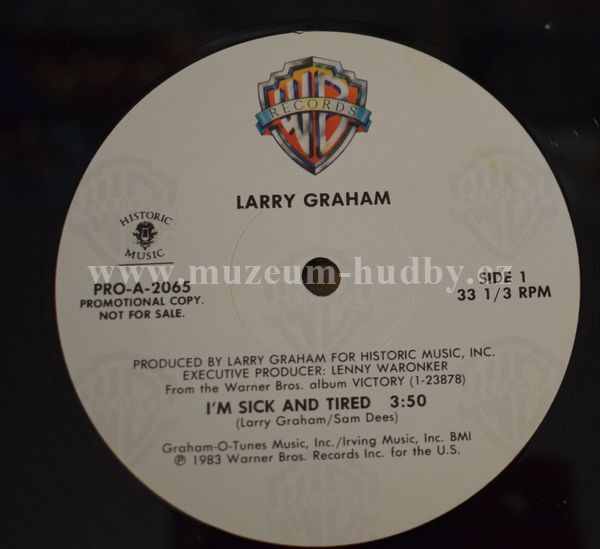 WB
RECORDS
LARRY GRAHAM
HISTORIC
MUSIC
www.muzeum-hudby.cz
PRO-A-2065
PROMOTIONAL COPY.
NOT FOR SALE.
SIDE 1
33 1/3 RPM
PRODUCED BY LARRY GRAHAM FOR HISTORIC MUSIC, INC.
EXECUTIVE PRODUCER: LENNY WARONKER
From the Warner Bros. album VICTORY (1-23878)
I'M SICK AND TIRED 3:50
(Larry Graham/Sam Dees)
Graham-O-Tunes Music, Inc./Irving Music, Inc. BMI
℗ 1983 Warner Bros. Records Inc. for the U.S.